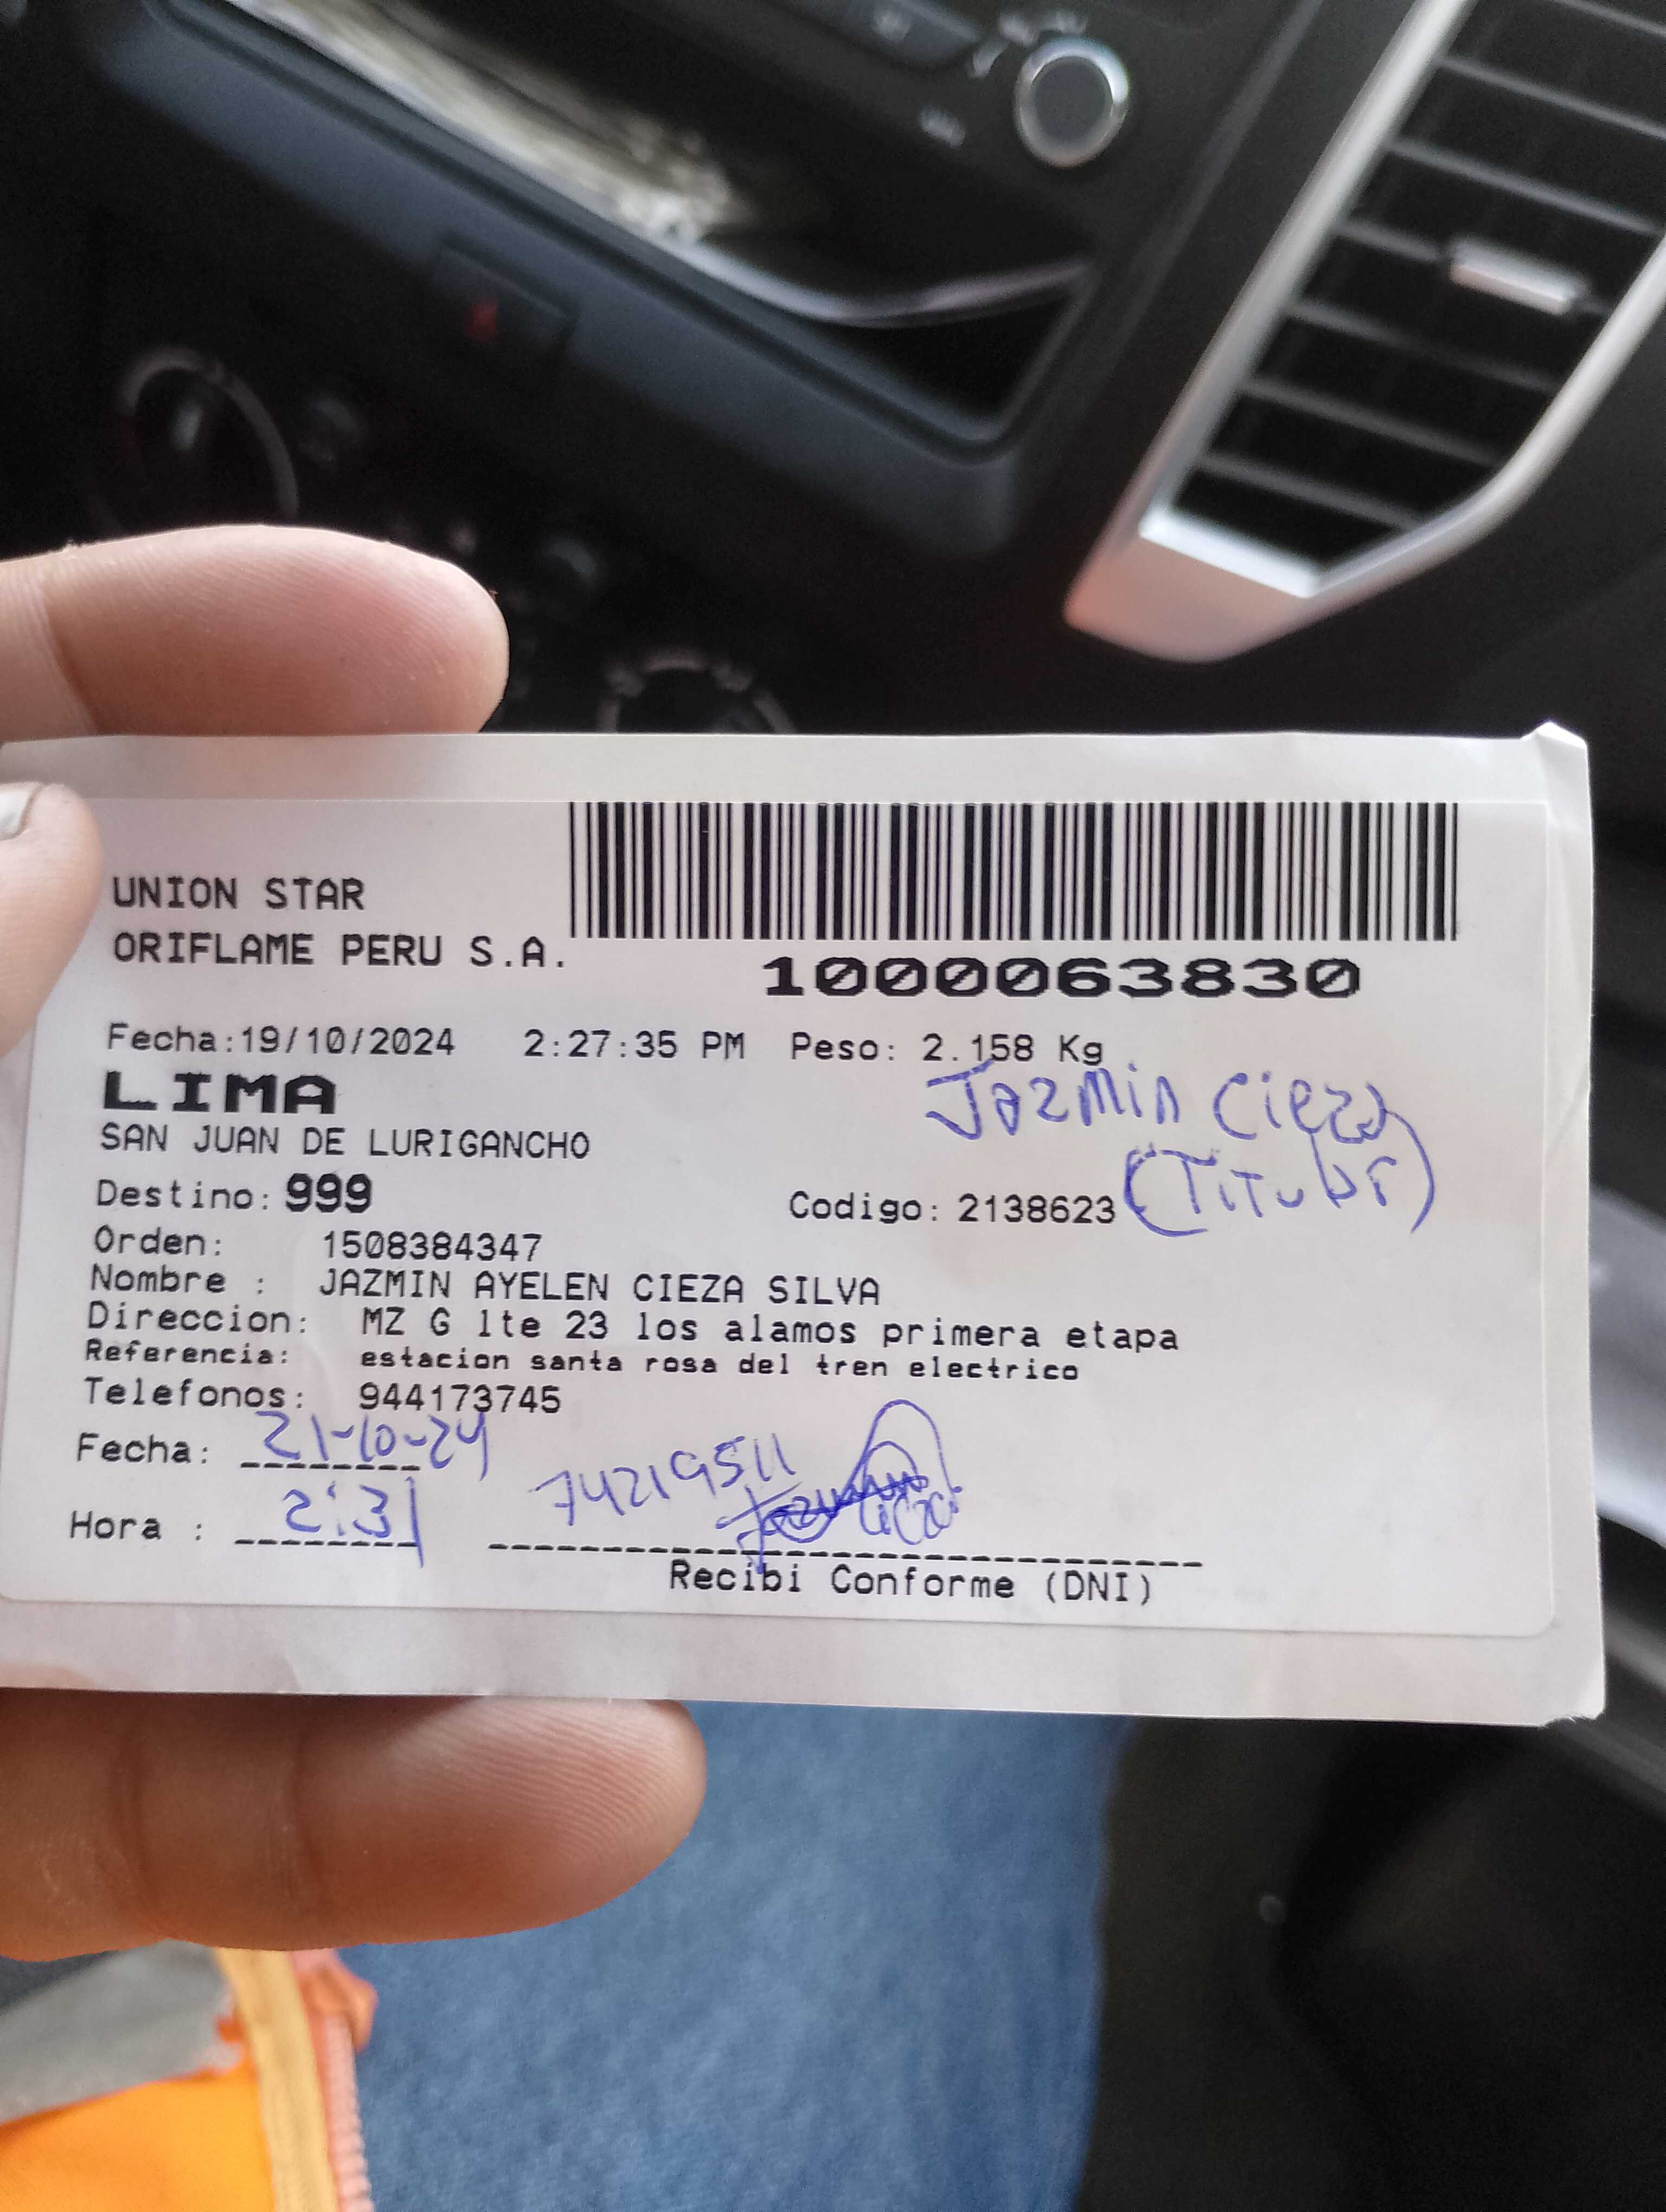 UNION STAR
ORIFLAME PERU S.A.
1000063830
Fecha:19/10/2024 2:27:35 PM Peso: 2.158 Kg
LIMA
Jazmin Cieza
SAN JUAN DE LURIGANCHO
(Titular)
Destino: 999 Codigo: 2138623
Orden: 1508384347
Nombre : JAZMIN AYELEN CIEZA SILVA
Direccion: MZ G lte 23 los alamos primera etapa
Referencia: estacion santa rosa del tren electrico
Telefonos: 944173745
Fecha: 21-10-24
74219511
Hora : 2:31
Recibi Conforme (DNI)